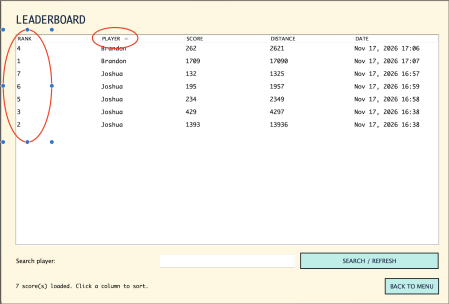 LEADERBOARD
RANK PLAYER SCORE DISTANCE DATE
4 Brandon 262 2621 Nov 17, 2026 17:06
1 Brandon 1709 17090 Nov 17, 2026 17:07
7 Joshua 132 1325 Nov 17, 2026 16:57
6 Joshua 195 1957 Nov 17, 2026 16:59
5 Joshua 234 2349 Nov 17, 2026 16:58
3 Joshua 429 4297 Nov 17, 2026 16:38
2 Joshua 1393 13936 Nov 17, 2026 16:38
Search player: SEARCH / REFRESH
7 score(s) loaded. Click a column to sort. BACK TO MENU